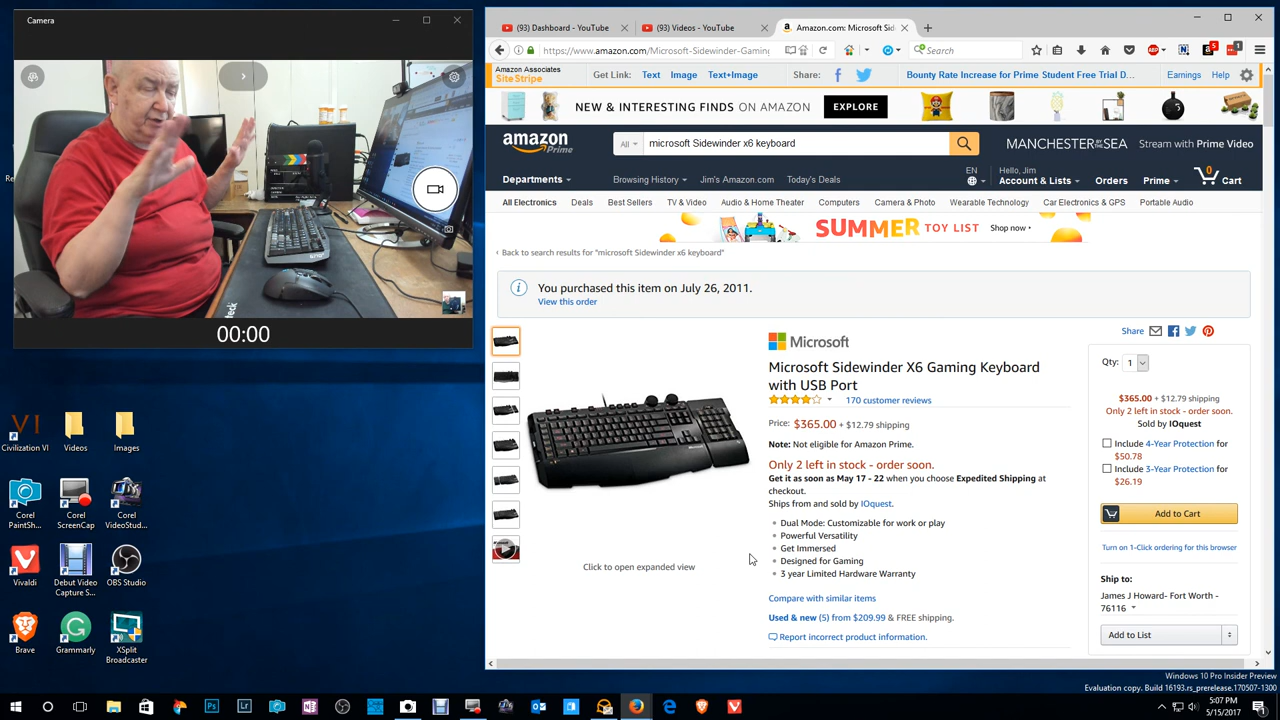 Camera
00:00
Re
Civilization VI
Videos
Images
Corel
PaintSh...
Corel
ScreenCap
Corel
VideoStud...
Vivaldi
Debut Video
Capture S...
OBS Studio
Brave
Grammarly
XSplit
Broadcaster
(93) Dashboard - YouTube
(93) Videos - YouTube
Amazon.com: Microsoft Sid
https://www.amazon.com/Microsoft-Sidewinder-Gaming
Search
Amazon Associates
SiteStripe
Get Link: Text Image Text+Image
Share:
Bounty Rate Increase for Prime Student Free Trial D...
Earnings Help
NEW & INTERESTING FINDS ON AMAZON
EXPLORE
amazon
Prime
All
microsoft Sidewinder x6 keyboard
MANCHESTER BY THE SEA
Stream with Prime Video
Departments
Browsing History
Jim's Amazon.com
Today's Deals
EN
Hello, Jim
Account & Lists
Orders
Prime
0
Cart
All Electronics Deals Best Sellers TV & Video Audio & Home Theater Computers Camera & Photo Wearable Technology Car Electronics & GPS Portable Audio
SUMMER TOY LIST Shop now
‹ Back to search results for "microsoft Sidewinder x6 keyboard"
You purchased this item on July 26, 2011.
View this order
Share
Microsoft
Microsoft Sidewinder X6 Gaming Keyboard
with USB Port
170 customer reviews
Price: $365.00 + $12.79 shipping
Note: Not eligible for Amazon Prime.
Only 2 left in stock - order soon.
Get it as soon as May 17 - 22 when you choose Expedited Shipping at
checkout.
Ships from and sold by IOquest.
• Dual Mode: Customizable for work or play
• Powerful Versatility
• Get Immersed
• Designed for Gaming
• 3 year Limited Hardware Warranty
Compare with similar items
Used & new (5) from $209.99 & FREE shipping.
Report incorrect product information.
Click to open expanded view
Qty: 1
$365.00 + $12.79 shipping
Only 2 left in stock - order soon.
Sold by IOquest
Include 4-Year Protection for
$50.78
Include 3-Year Protection for
$26.19
Add to Cart
Turn on 1-Click ordering for this browser
Ship to:
James J Howard- Fort Worth -
76116
Add to List
Windows 10 Pro Insider Preview
Evaluation copy. Build 16193.rs_prerelease.170507-1300
5:07 PM
5/15/2017